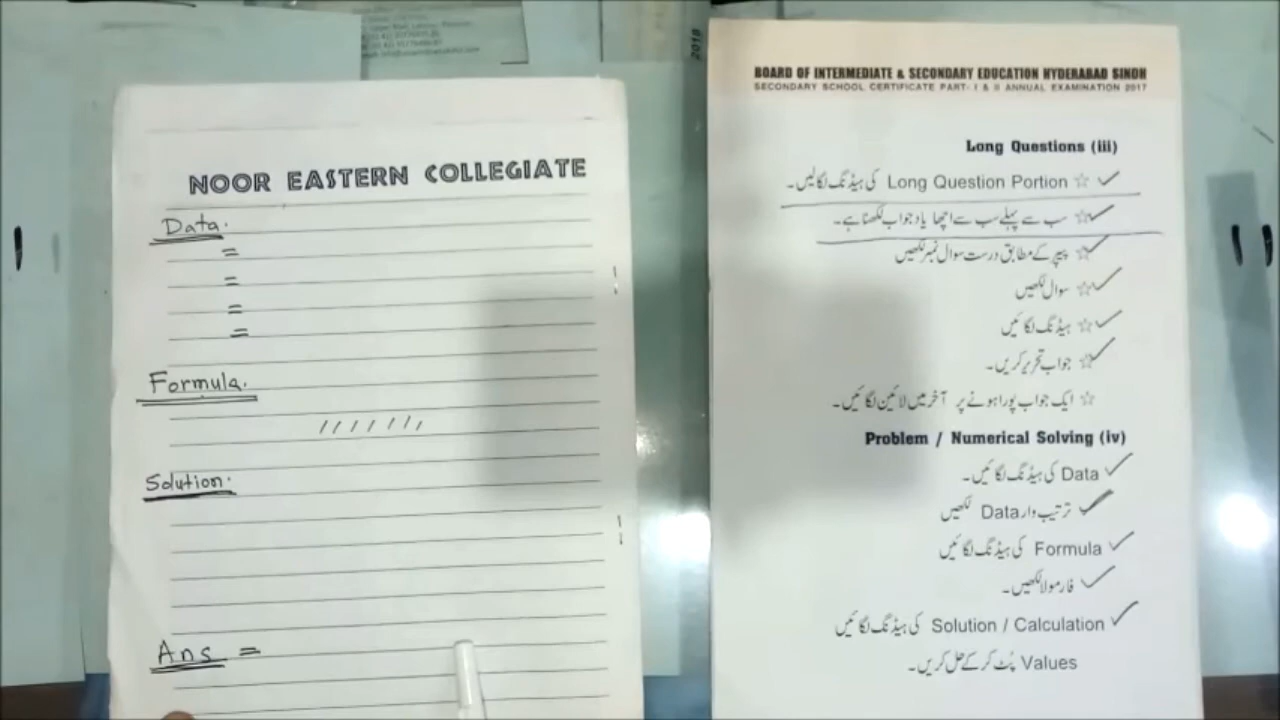 2018
NOOR EASTERN COLLEGIATE
Data.
=
=
=
=
Formula.
Solution.
Ans =
BOARD OF INTERMEDIATE & SECONDARY EDUCATION HYDERABAD SINDH
SECONDARY SCHOOL CERTIFICATE PART- I & II ANNUAL EXAMINATION 2017
Long Questions (iii)
☆ Long Question Portion کی ہیڈنگ لگالیں۔
☆ سب سے پہلے سب سے اچھا یاد جواب لکھنا ہے۔
☆ پیپر کے مطابق درست سوال نمبر لکھیں
☆ سوال لکھیں
☆ ہیڈنگ لگائیں
☆ جواب تحریر کریں۔
☆ ایک جواب پورا ہونے پر آخر میں لائین لگائیں۔
Problem / Numerical Solving (iv)
Data کی ہیڈنگ لگائیں۔
ترتیب وار Data لکھیں
Formula کی ہیڈنگ لگائیں
فارمولا لکھیں۔
Solution / Calculation کی ہیڈنگ لگائیں
Values پُٹ کر کے حل کریں۔